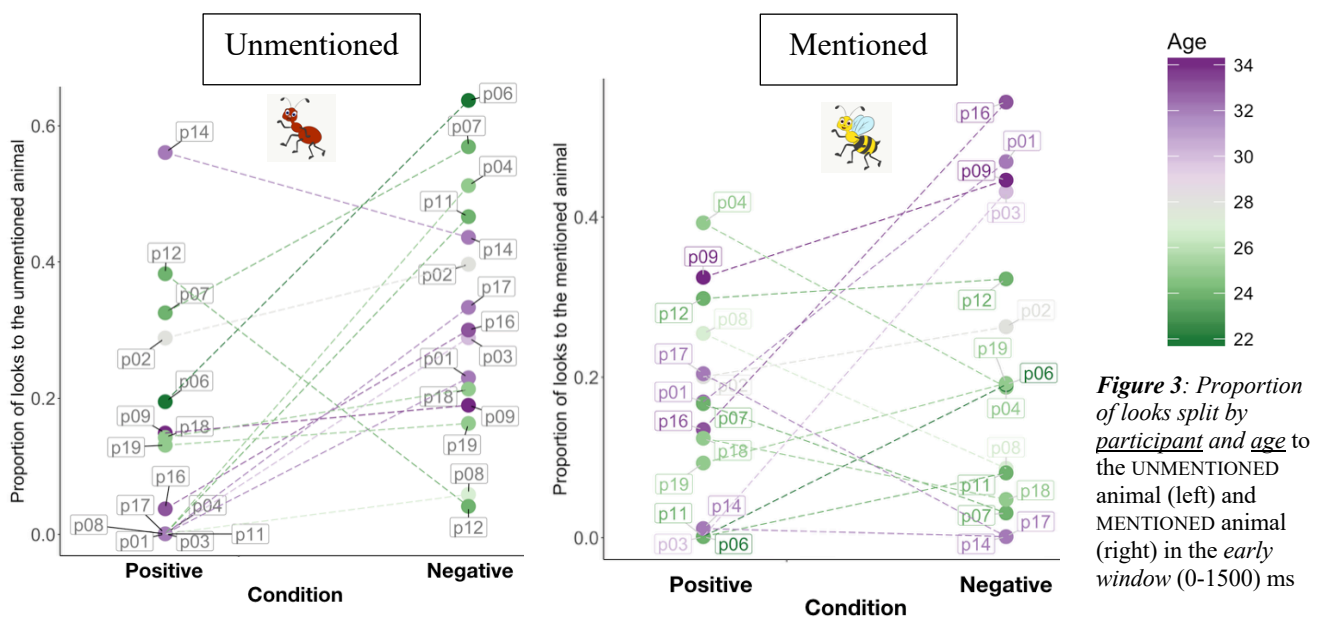 Unmentioned
Mentioned
Proportion of looks to the unmentioned animal
0.6
0.4
0.2
0.0
p14
p12
p07
p02
p06
p09
p18
p19
p16
p17
p04
p08
p01
p03
p11
p06
p07
p04
p11
p14
p02
p17
p16
p03
p01
p18
p09
p19
p08
p12
Positive
Negative
Condition
Proportion of looks to the mentioned animal
0.4
0.2
0.0
p04
p09
p12
p08
p17
p02
p01
p07
p16
p18
p19
p14
p11
p03
p06
p16
p01
p09
p03
p12
p02
p19
p06
p04
p08
p11
p18
p07
p17
p14
Positive
Negative
Condition
Age
34
32
30
28
26
24
22
Figure 3: Proportion
of looks split by
participant and age to
the UNMENTIONED
animal (left) and
MENTIONED animal
(right) in the early
window (0-1500) ms